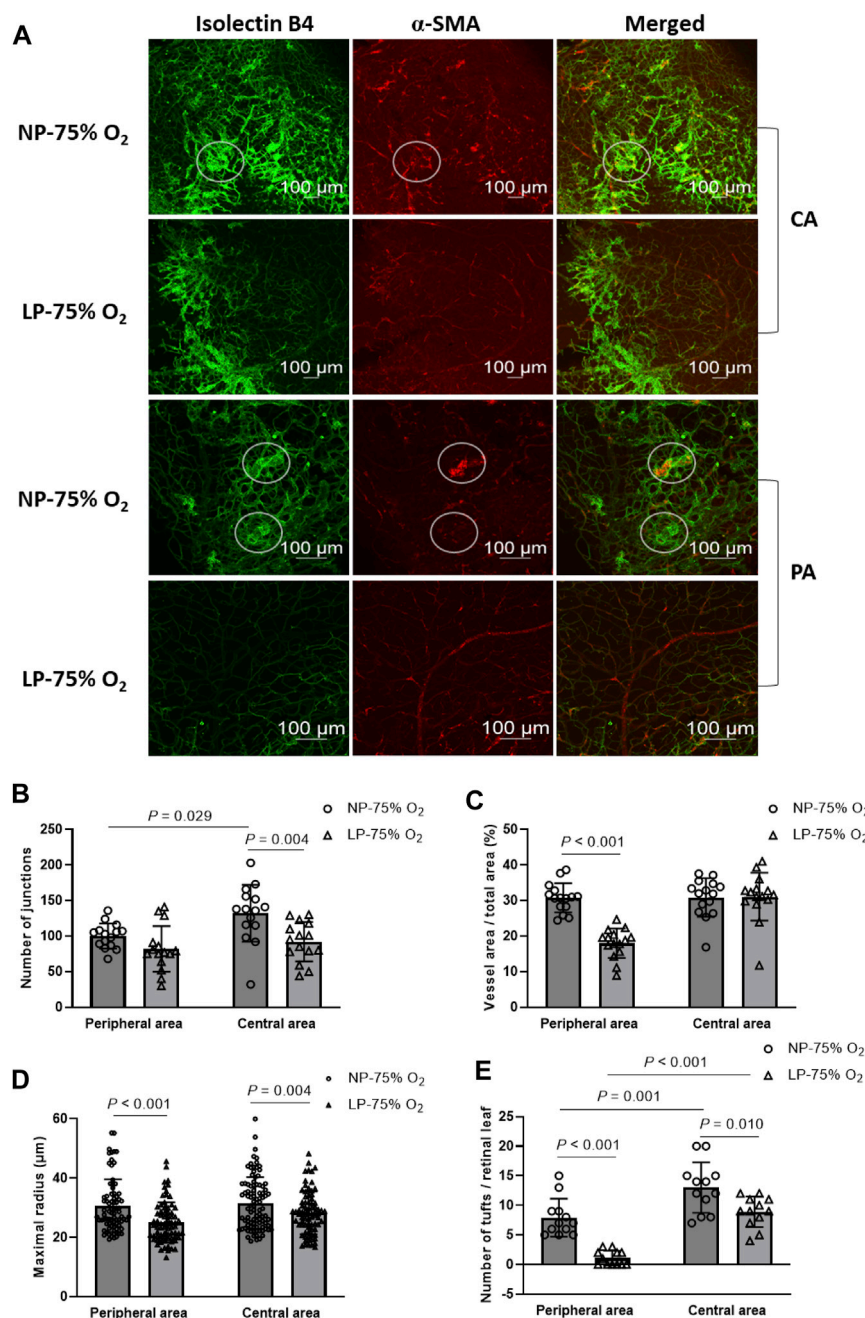 A
Isolectin B4
α-SMA
Merged
NP-75% O₂
100 µm
100 µm
100 µm
CA
LP-75% O₂
100 µm
100 µm
100 µm
NP-75% O₂
100 µm
100 µm
100 µm
PA
LP-75% O₂
100 µm
100 µm
100 µm
B
NP-75% O₂
LP-75% O₂
P = 0.029
P = 0.004
Number of junctions
250
200
150
100
50
0
Peripheral area
Central area
C
NP-75% O₂
LP-75% O₂
P < 0.001
Vessel area / total area (%)
50
40
30
20
10
0
Peripheral area
Central area
D
NP-75% O₂
LP-75% O₂
P < 0.001
P = 0.004
Maximal radius (µm)
60
40
20
0
Peripheral area
Central area
E
NP-75% O₂
LP-75% O₂
P < 0.001
P = 0.001
P < 0.001
P = 0.010
Number of tufts / retinal leaf
25
20
15
10
5
0
-5
Peripheral area
Central area